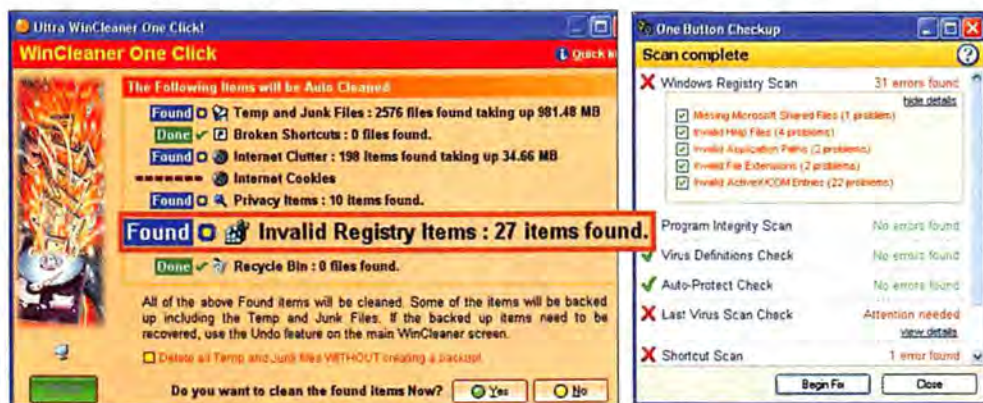 Ultra WinCleaner One Click!
WinCleaner One Click
Quick
The Following Items will be Auto Cleaned
Found Temp and Junk Files : 2576 files found taking up 981.48 MB
Done Broken Shortcuts : 0 files found.
Found Internet Clutter : 198 Items found taking up 34.66 MB
Internet Cookies
Found Privacy Items : 10 Items found.
Found Invalid Registry Items : 27 items found.
Done Recycle Bin : 0 files found.
All of the above Found items will be cleaned. Some of the items will be backed
up including the Temp and Junk Files. If the backed up items need to be
recovered, use the Undo feature on the main WinCleaner screen.
Delete all Temp and Junk files WITHOUT creating a backup!
Do you want to clean the found items Now? Yes No
One Button Checkup
Scan complete
Windows Registry Scan 31 errors found
hide details
Missing Microsoft Shared Files (1 problem)
Invalid Help Files (4 problems)
Invalid Application Paths (2 problems)
Invalid File Extensions (2 problems)
Invalid ActiveX/COM Entries (22 problems)
Program Integrity Scan No errors found
Virus Definitions Check No errors found
Auto-Protect Check No errors found
Last Virus Scan Check Attention needed
view details
Shortcut Scan 1 error found
Begin Fix Close